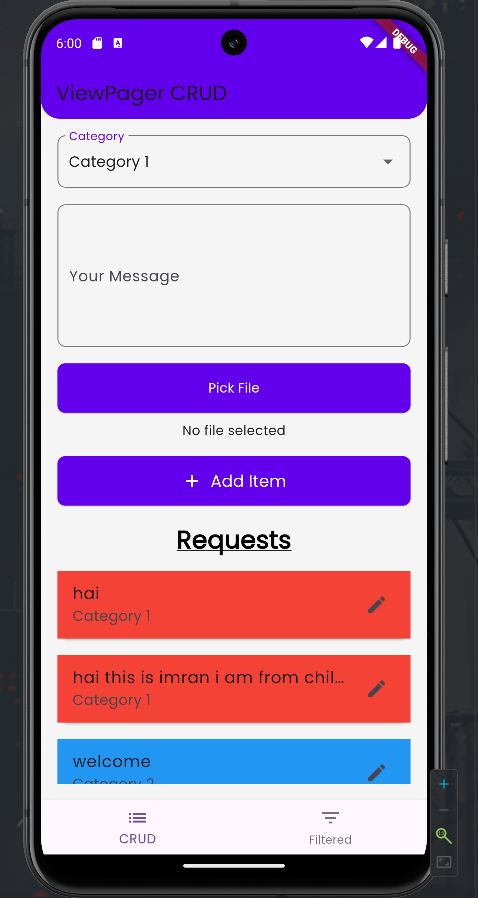 6:00
A
DEBUG
ViewPager CRUD
Category
Category 1
Your Message
Pick File
No file selected
+ Add Item
Requests
hai
Category 1
hai this is imran i am from chil...
Category 1
welcome
Category 2
CRUD
Filtered